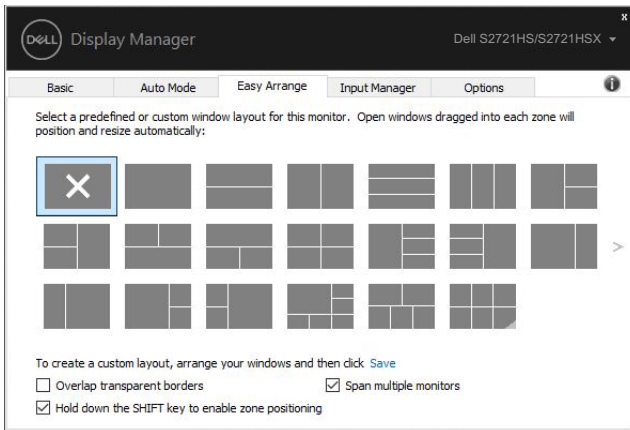 DELL Display Manager
Dell S2721HS/S2721HSX
Basic Auto Mode Easy Arrange Input Manager Options
Select a predefined or custom window layout for this monitor. Open windows dragged into each zone will
position and resize automatically:
To create a custom layout, arrange your windows and then click Save
Overlap transparent borders
Span multiple monitors
Hold down the SHIFT key to enable zone positioning